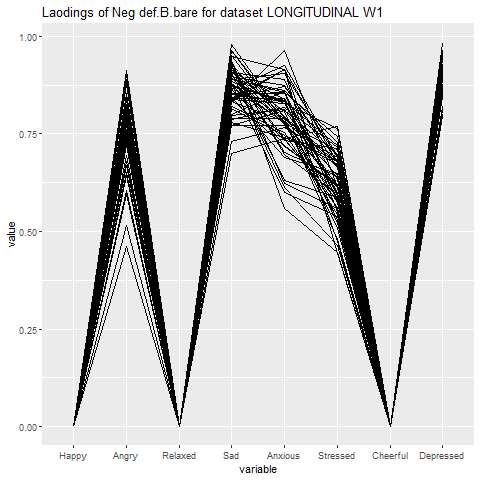 Laodings of Neg def.B.bare for dataset LONGITUDINAL W1
1.00
0.75
0.50
0.25
0.00
value
Happy Angry Relaxed Sad Anxious Stressed Cheerful Depressed
variable